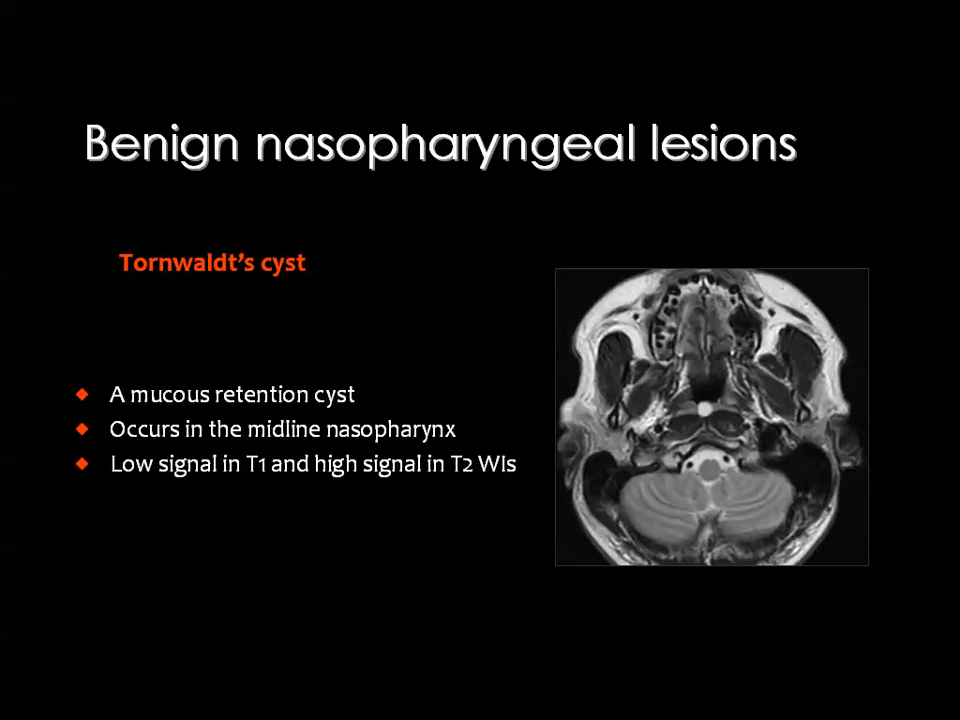 Benign nasopharyngeal lesions
Tornwaldt’s cyst
A mucous retention cyst
Occurs in the midline nasopharynx
Low signal in T1 and high signal in T2 WIs